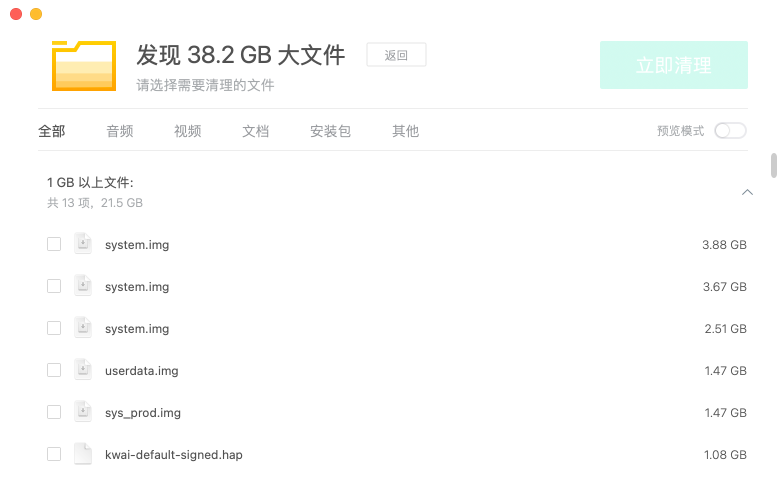 发现 38.2 GB 大文件 返回
立即清理
请选择需要清理的文件
全部 音频 视频 文档 安装包 其他 预览模式
1 GB 以上文件:
共 13 项，21.5 GB
system.img 3.88 GB
system.img 3.67 GB
system.img 2.51 GB
userdata.img 1.47 GB
sys_prod.img 1.47 GB
kwai-default-signed.hap 1.08 GB